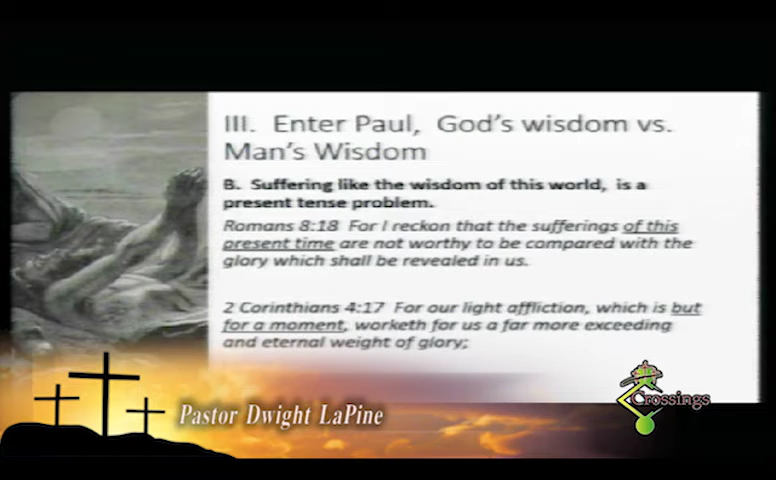 III. Enter Paul, God's wisdom vs.
Man's Wisdom
B. Suffering like the wisdom of this world, is a
present tense problem.
Romans 8:18 For I reckon that the sufferings of this
present time are not worthy to be compared with the
glory which shall be revealed in us.
2 Corinthians 4:17 For our light affliction, which is but
for a moment, worketh for us a far more exceeding
and eternal weight of glory;
Pastor Dwight LaPine
Crossings